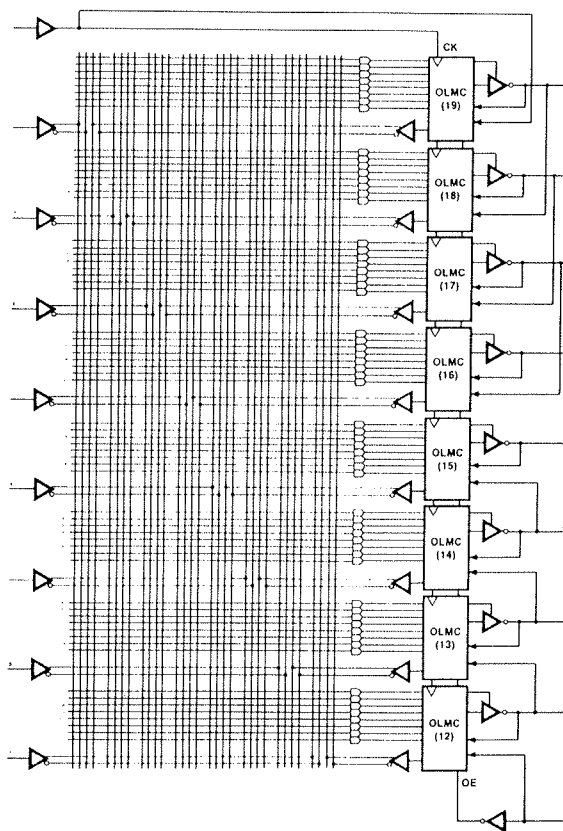 CK
OLMC
(19)
OLMC
(18)
OLMC
(17)
OLMC
(16)
OLMC
(15)
OLMC
(14)
OLMC
(13)
OLMC
(12)
OE